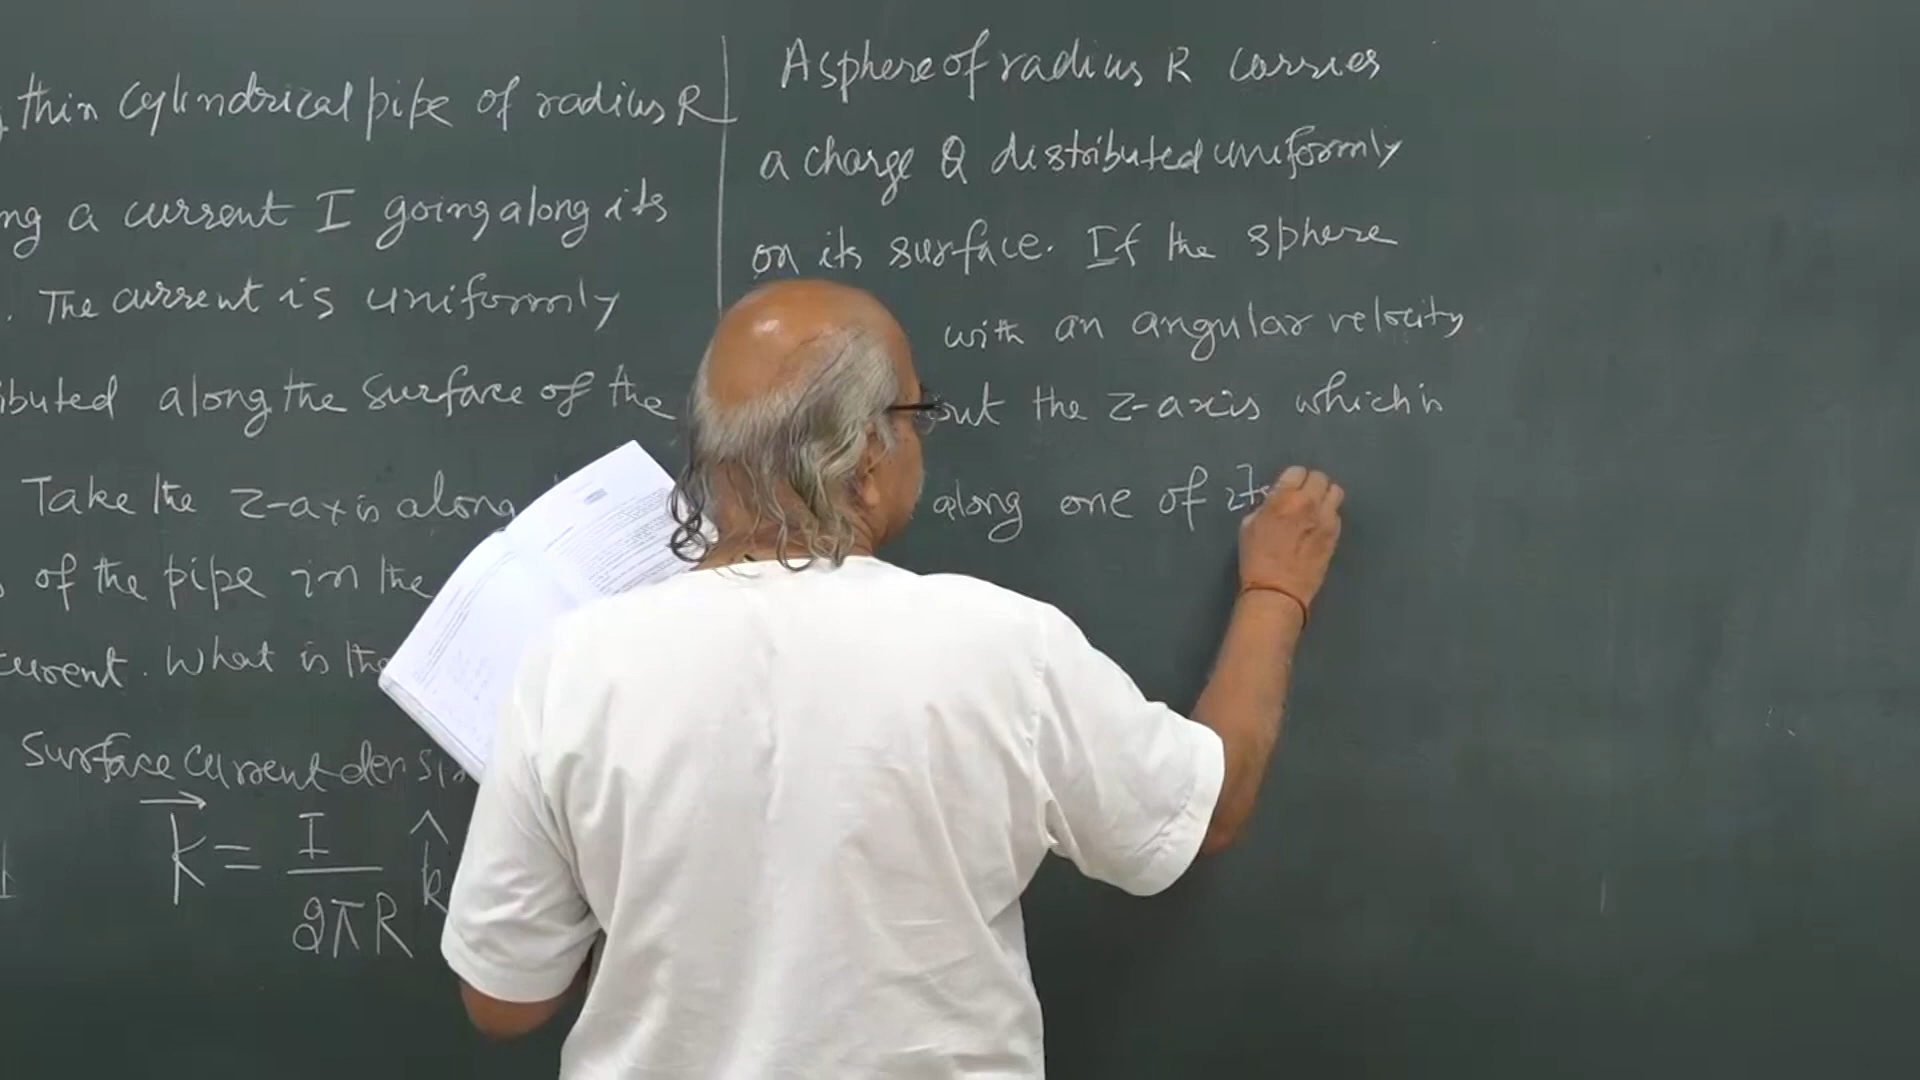 thin cylindrical pipe of radius R
ng a current I going along its
. The current is uniformly
ibuted along the surface of the
Take the z-axis along
of the pipe in the
current. What is the
Surface current densi
K = I / 2πR k̂
A sphere of radius R carries
a charge Q distributed uniformly
on its surface. If the sphere
with an angular velocity
out the z-axis which is
along one of its